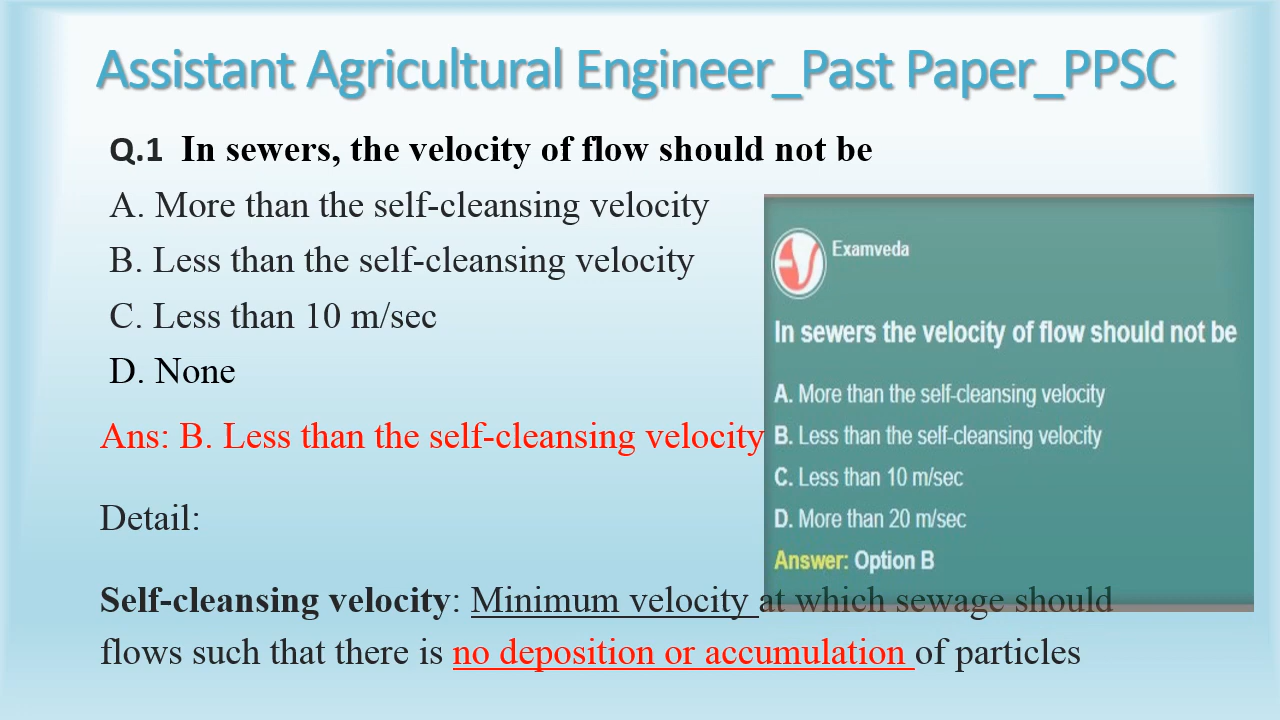 Assistant Agricultural Engineer_Past Paper_PPSC
Q.1 In sewers, the velocity of flow should not be
A. More than the self-cleansing velocity
B. Less than the self-cleansing velocity
C. Less than 10 m/sec
D. None
Ans: B. Less than the self-cleansing velocity
Detail:
Self-cleansing velocity: Minimum velocity at which sewage should
flows such that there is no deposition or accumulation of particles
Examveda
In sewers the velocity of flow should not be
A. More than the self-cleansing velocity
B. Less than the self-cleansing velocity
C. Less than 10 m/sec
D. More than 20 m/sec
Answer: Option B